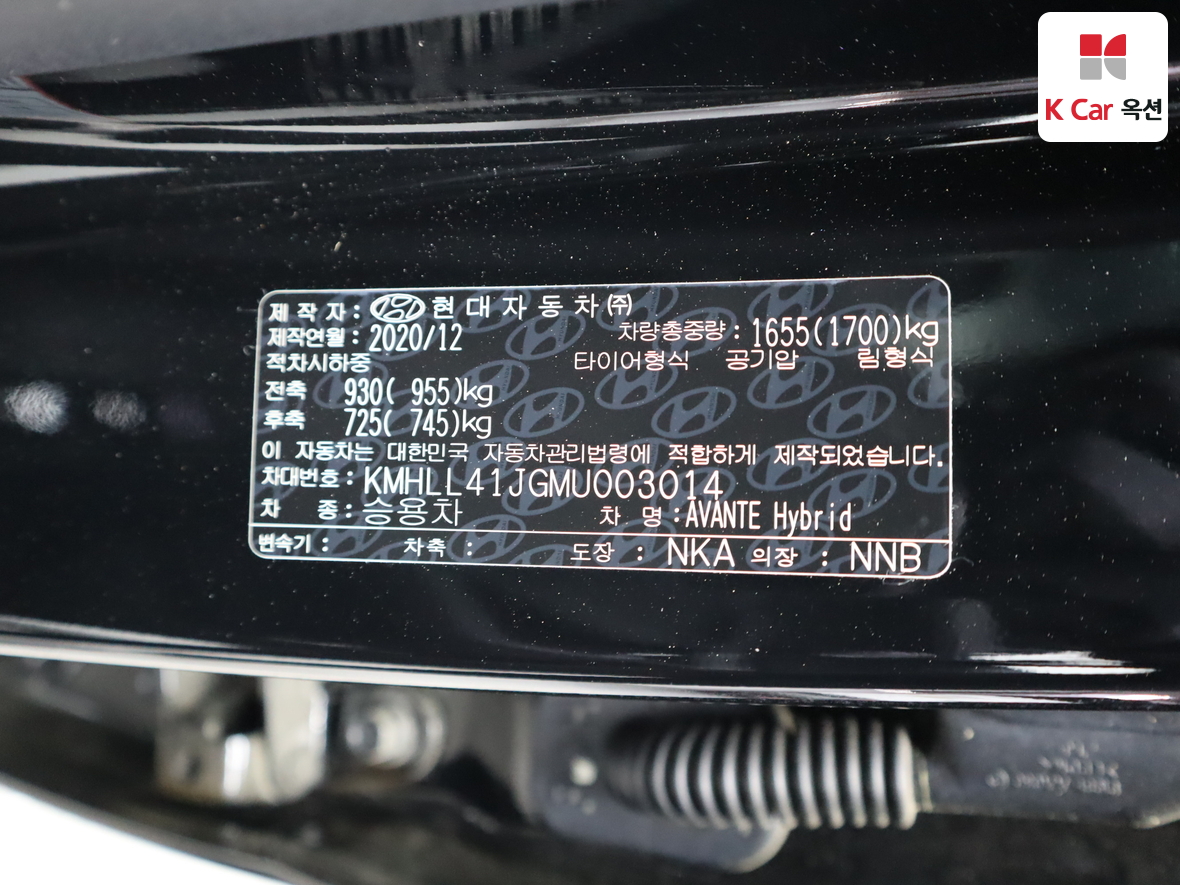 K Car 옥션
제 작 자 : 현 대 자 동 차 ㈜
제작연월 : 2020/12 차량총중량 : 1655(1700)kg
적차시하중 타이어형식 공기압 림형식
전축 930( 955)kg
후축 725( 745)kg
이 자동차는 대한민국 자동차관리법령에 적합하게 제작되었습니다.
차대번호 : KMHLL41JGMU003014
차 종 : 승용차 차 명 : AVANTE Hybrid
변속기 : 차축 : 도장 : NKA 의장 : NNB